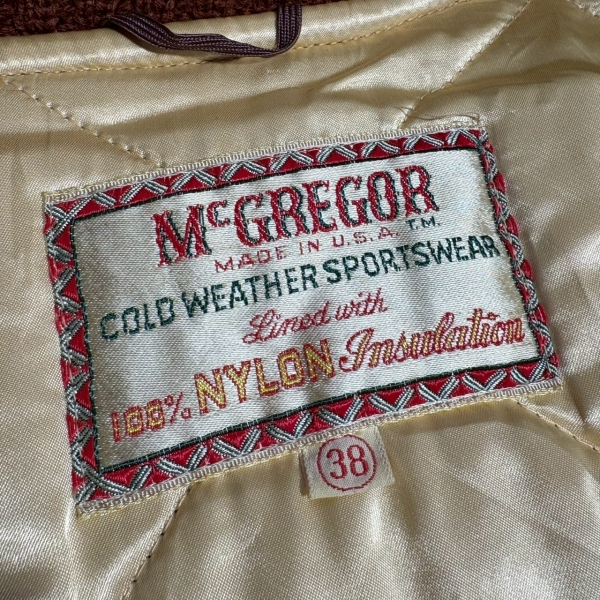 McGREGOR T.M.
MADE IN U.S.A.
COLD WEATHER SPORTSWEAR
Lined with
100% NYLON Insulation
38